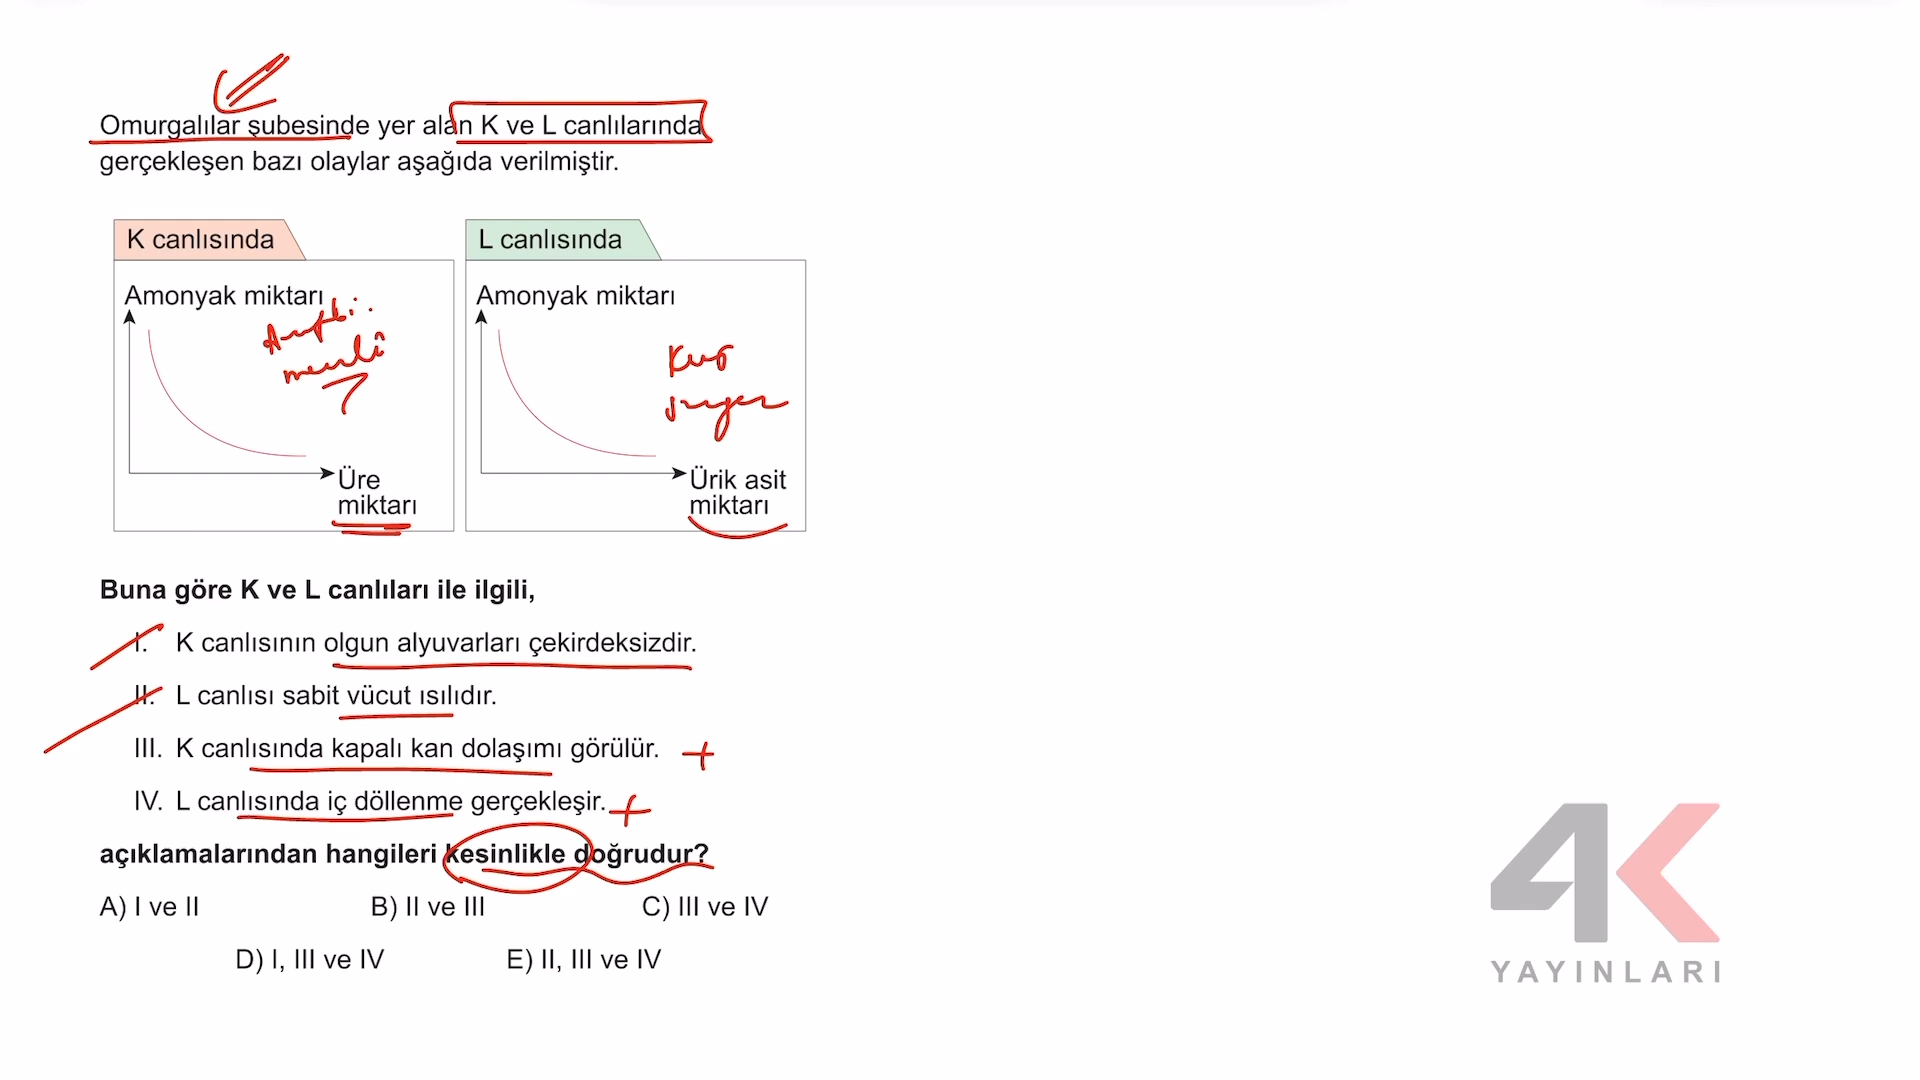 Omurgalılar şubesinde yer alan K ve L canlılarında
gerçekleşen bazı olaylar aşağıda verilmiştir.
K canlısında
Amonyak miktarı
Üre
miktarı
L canlısında
Amonyak miktarı
Kuş
Ürik asit
miktarı
Buna göre K ve L canlıları ile ilgili,
I. K canlısının olgun alyuvarları çekirdeksizdir.
II. L canlısı sabit vücut ısılıdır.
III. K canlısında kapalı kan dolaşımı görülür. +
IV. L canlısında iç döllenme gerçekleşir. +
açıklamalarından hangileri kesinlikle doğrudur?
A) I ve II B) II ve III C) III ve IV
D) I, III ve IV E) II, III ve IV
4K
YAYINLARI